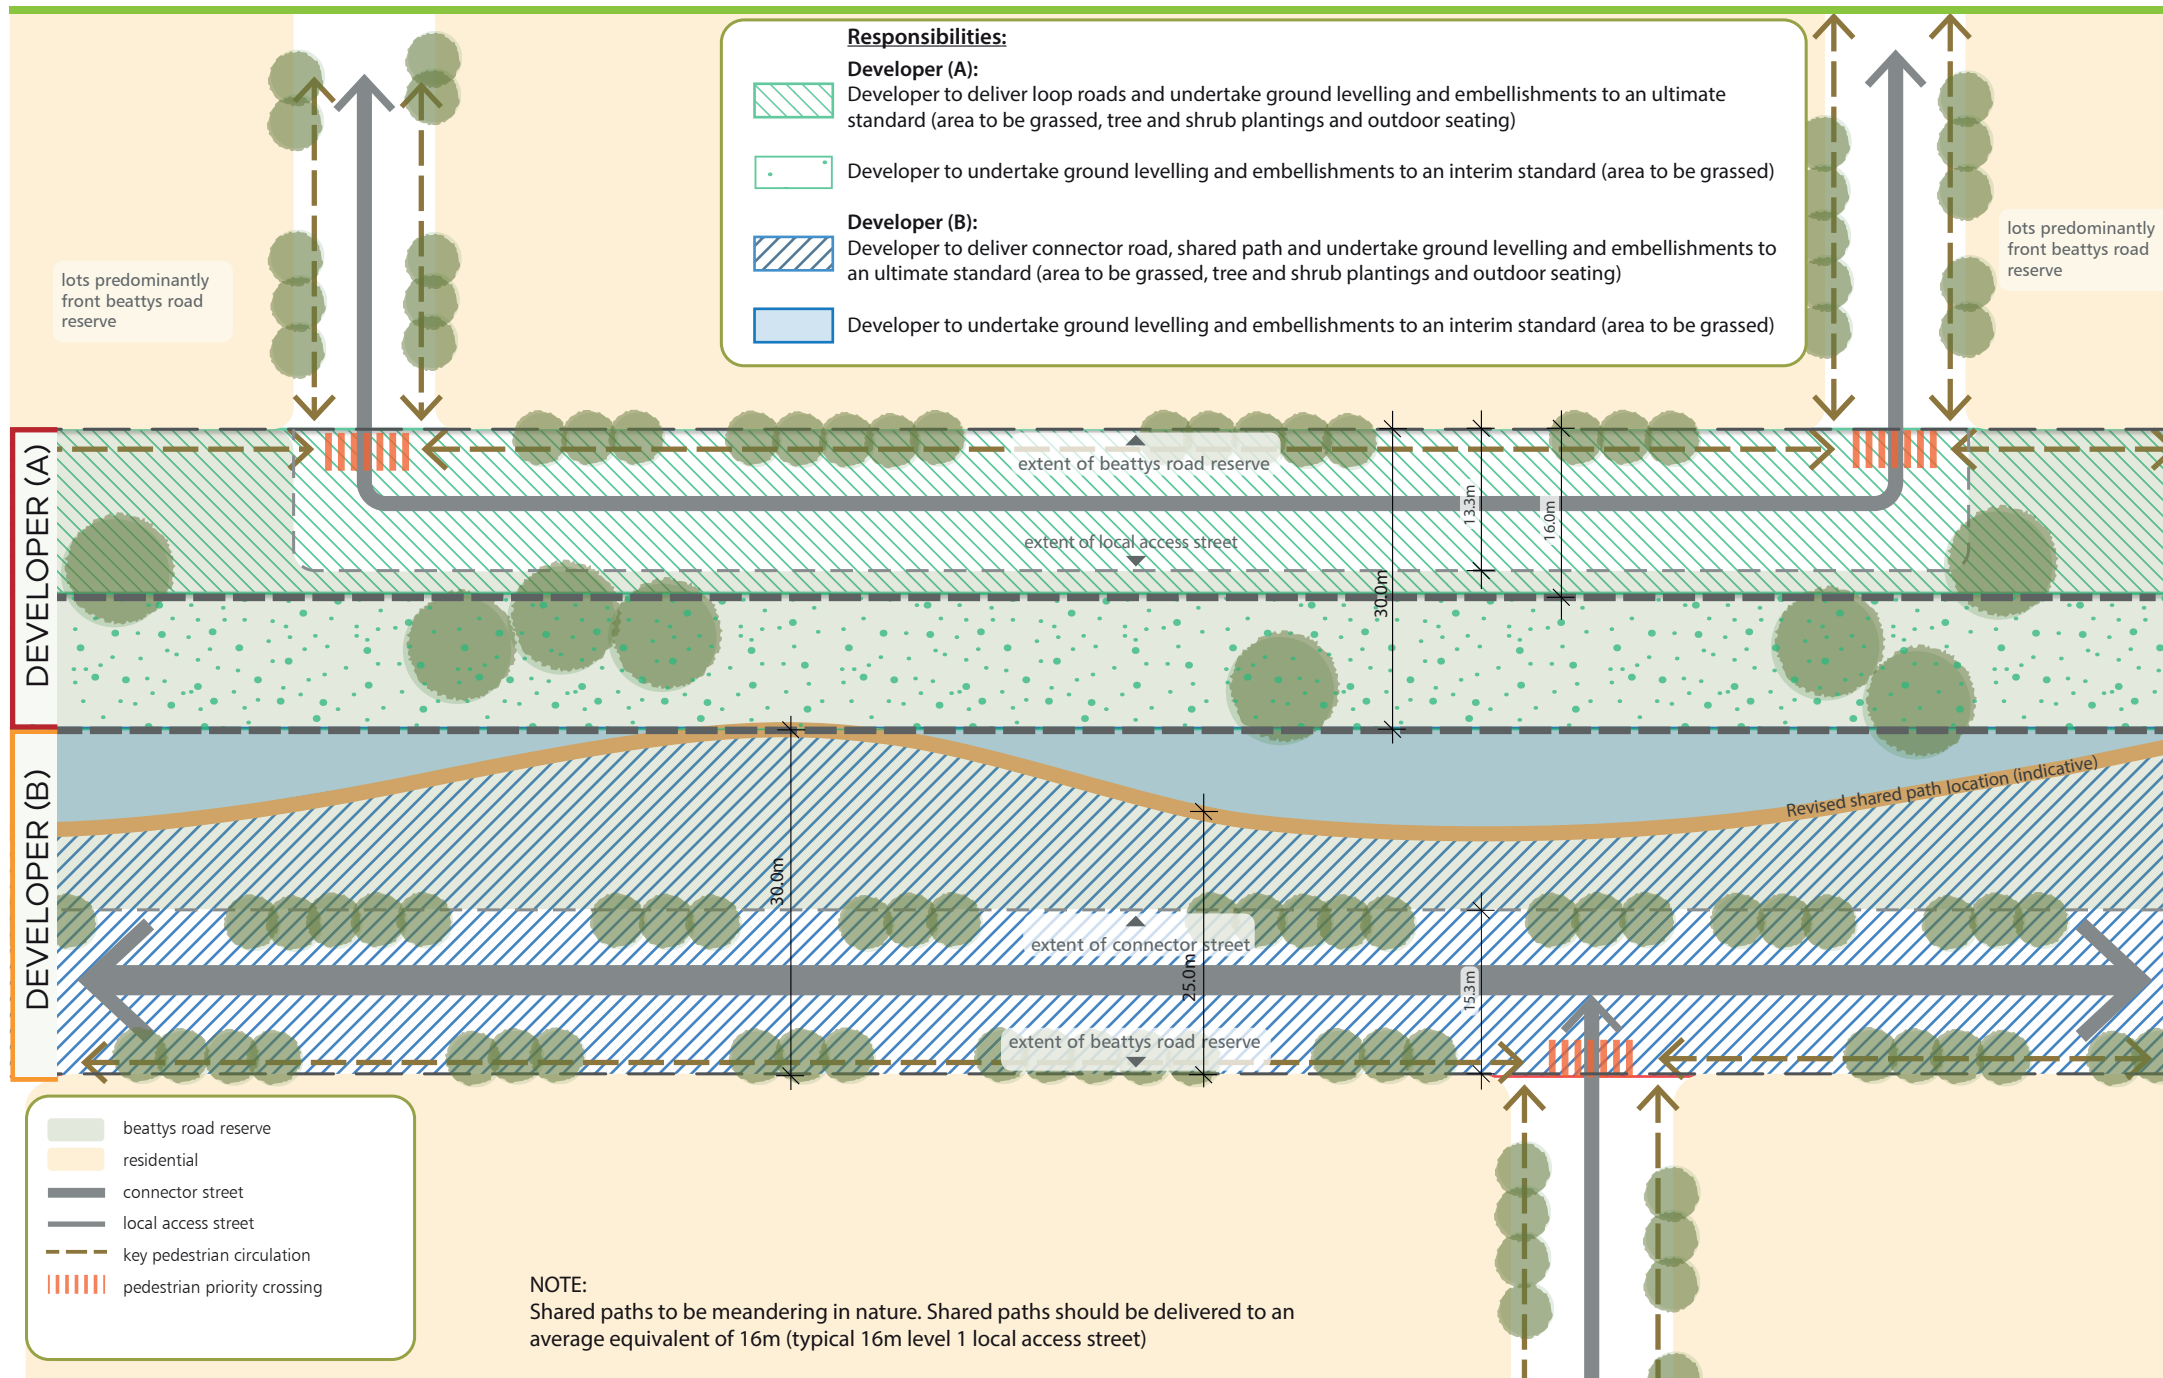 Responsibilities:
Developer (A):
Developer to deliver loop roads and undertake ground levelling and embellishments to an ultimate
standard (area to be grassed, tree and shrub plantings and outdoor seating)
Developer to undertake ground levelling and embellishments to an interim standard (area to be grassed)
Developer (B):
Developer to deliver connector road, shared path and undertake ground levelling and embellishments to
an ultimate standard (area to be grassed, tree and shrub plantings and outdoor seating)
Developer to undertake ground levelling and embellishments to an interim standard (area to be grassed)
lots predominantly
front beattys road
reserve
lots predominantly
front beattys road
reserve
DEVELOPER (A)
extent of beattys road reserve
13.3m
16.0m
extent of local access street
30.0m
DEVELOPER (B)
Revised shared path location (indicative)
30.0m
extent of connector street
25.0m
15.3m
extent of beattys road reserve
beattys road reserve
residential
connector street
local access street
key pedestrian circulation
pedestrian priority crossing
NOTE:
Shared paths to be meandering in nature. Shared paths should be delivered to an
average equivalent of 16m (typical 16m level 1 local access street)